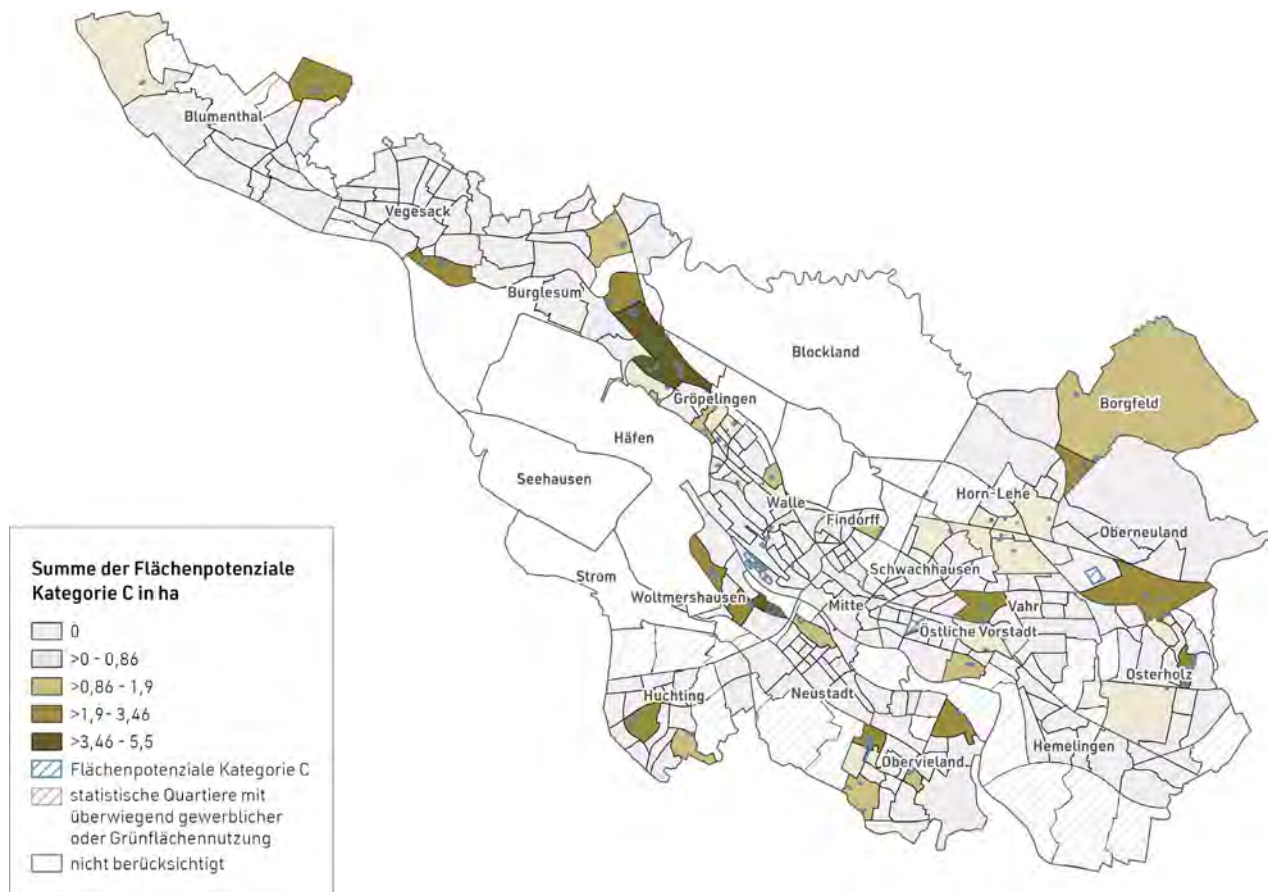 Blumenthal
Vegesack
Burglesum
Blockland
Borgfeld
Gröpelingen
Häfen
Seehausen
Horn-Lehe
Walle
Findorff
Oberneuland
Schwachhausen
Strom
Woltmershausen
Mitte
Vahr
Östliche Vorstadt
Osterholz
Huchting
Neustadt
Hemelingen
Obervieland
Summe der Flächenpotenziale
Kategorie C in ha
0
>0 - 0,86
>0,86 - 1,9
>1,9 - 3,46
>3,46 - 5,5
Flächenpotenziale Kategorie C
statistische Quartiere mit
überwiegend gewerblicher
oder Grünflächennutzung
nicht berücksichtigt